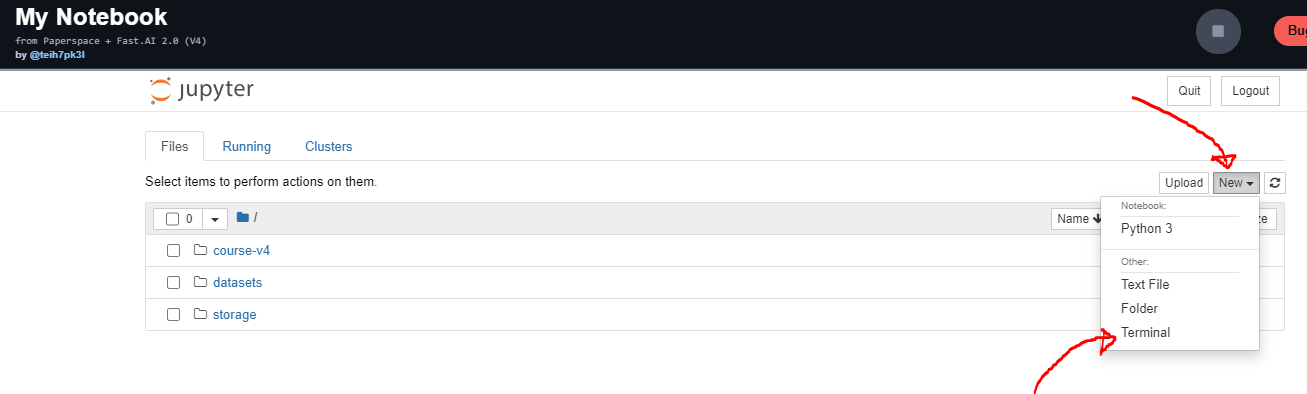 My Notebook
from Paperspace + Fast.AI 2.0 (V4)
by @teih7pk3l
jupyter
Quit Logout
Files Running Clusters
Select items to perform actions on them.
Upload New
0 / Name
Notebook:
Python 3
course-v4
Other:
datasets
Text File
Folder
storage
Terminal